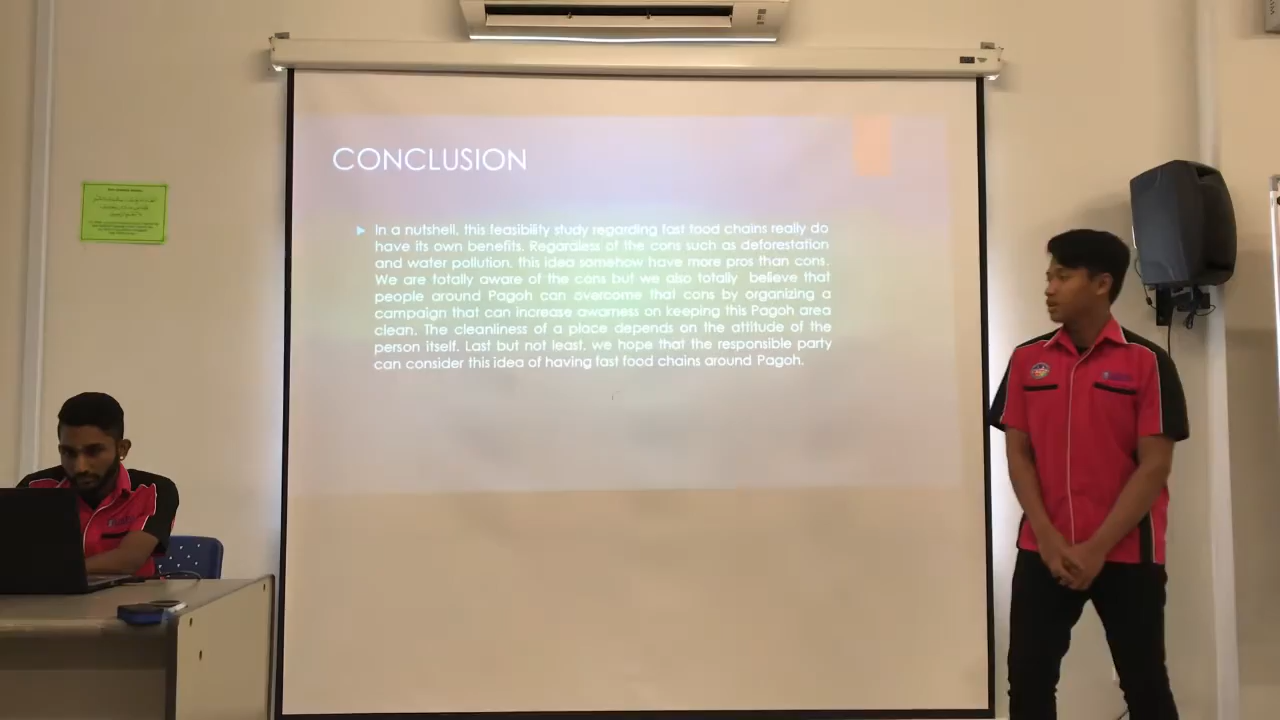 CONCLUSION
In a nutshell, this feasibility study regarding fast food chains really do
have its own benefits. Regardless of the cons such as deforestation
and water pollution, this idea somehow have more pros than cons.
We are totally aware of the cons but we also totally believe that
people around Pagoh can overcome that cons by organizing a
campaign that can increase awarness on keeping this Pagoh area
clean. The cleanliness of a place depends on the attitude of the
person itself. Last but not least, we hope that the responsible party
can consider this idea of having fast food chains around Pagoh.